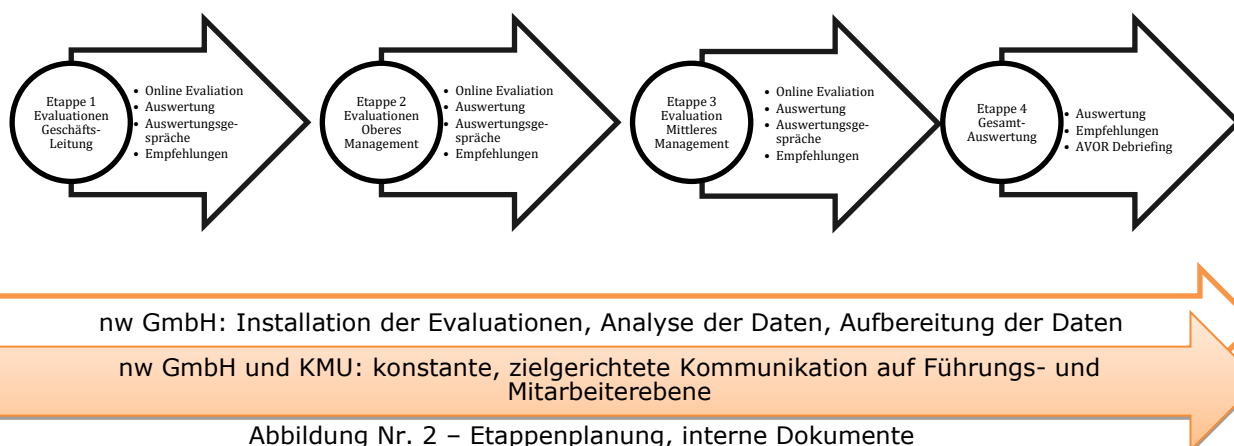 Etappe 1
Evaluationen
Geschäfts-
Leitung
• Online Evaliation
• Auswertung
• Auswertungsge-
spräche
• Empfehlungen
Etappe 2
Evaluationen
Oberes
Management
• Online Evaliation
• Auswertung
• Auswertungsge-
spräche
• Empfehlungen
Etappe 3
Evaluation
Mittleres
Management
• Online Evaliation
• Auswertung
• Auswertungsge-
spräche
• Empfehlungen
Etappe 4
Gesamt-
Auswertung
• Auswertung
• Empfehlungen
• AVOR Debriefing
nw GmbH: Installation der Evaluationen, Analyse der Daten, Aufbereitung der Daten
nw GmbH und KMU: konstante, zielgerichtete Kommunikation auf Führungs- und
Mitarbeiterebene
Abbildung Nr. 2 – Etappenplanung, interne Dokumente